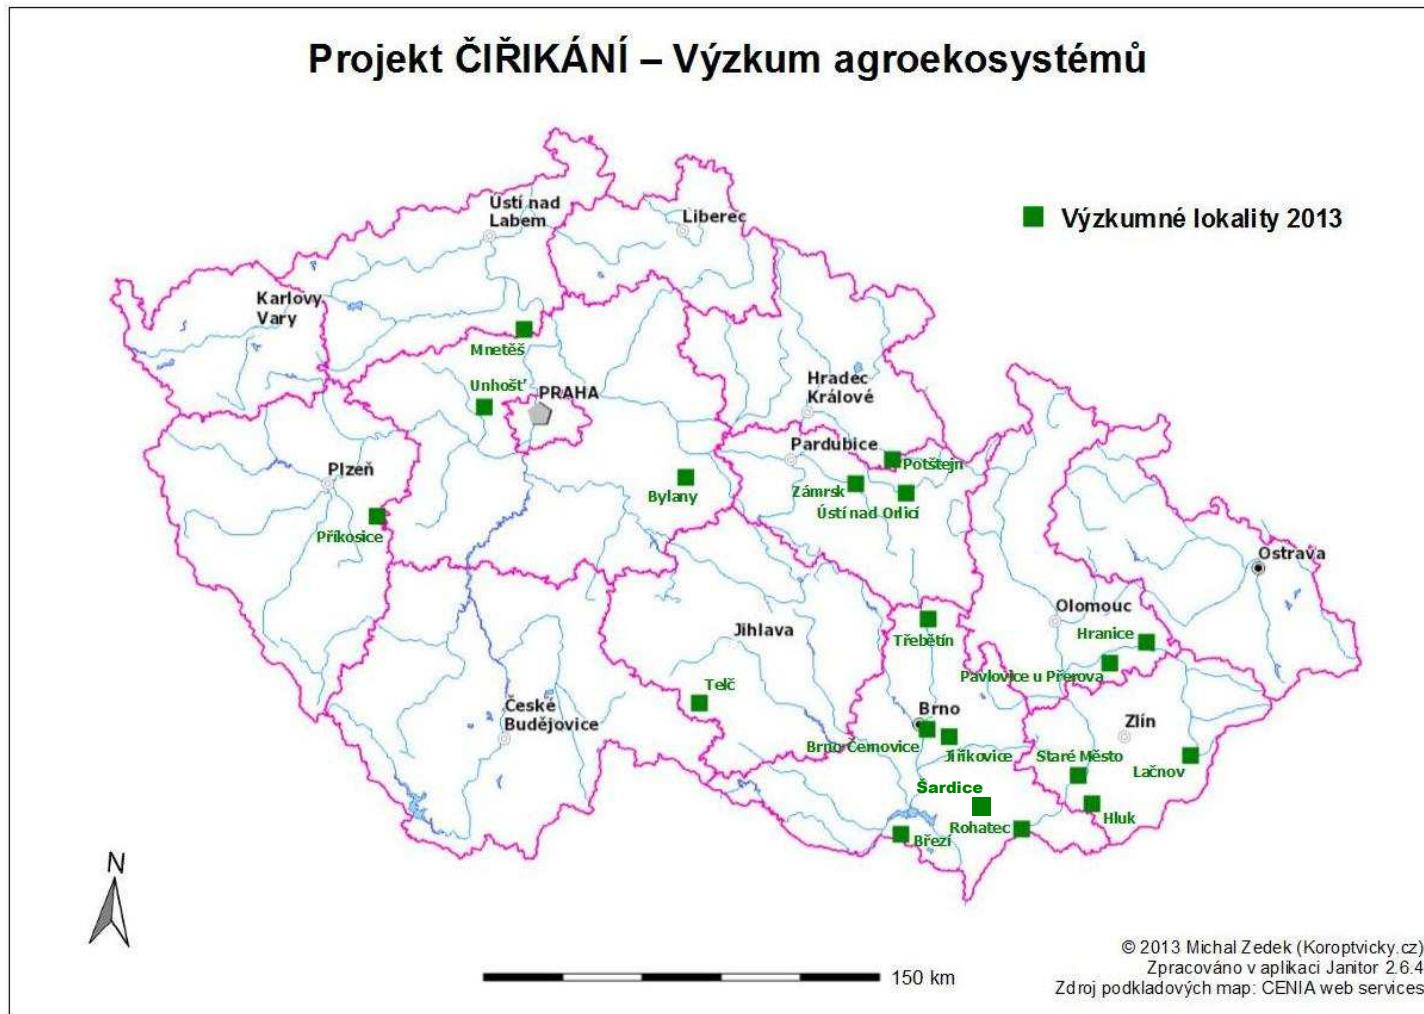 Projekt ČIŘIKÁNÍ – Výzkum agroekosystémů
Výzkumné lokality 2013
Ústí nad
Labem
Liberec
Karlovy
Vary
Mnetěš
Unhošť
PRAHA
Hradec
Králové
Pardubice
Potštejn
Plzeň
Bylany
Zámrsk
Ústí nad Orlicí
Příkosice
Ostrava
Olomouc
Jihlava
Třebětín
Hranice
Pavlovice u Přerova
Telč
České
Budějovice
Brno
Zlín
Brno Černovice
Jiříkovice
Staré Město
Lačnov
Šardice
Hluk
Rohatec
Březí
N
150 km
© 2013 Michal Zedek (Koroptvicky.cz)
Zpracováno v aplikaci Janitor 2.6.4
Zdroj podkladových map: CENIA web services